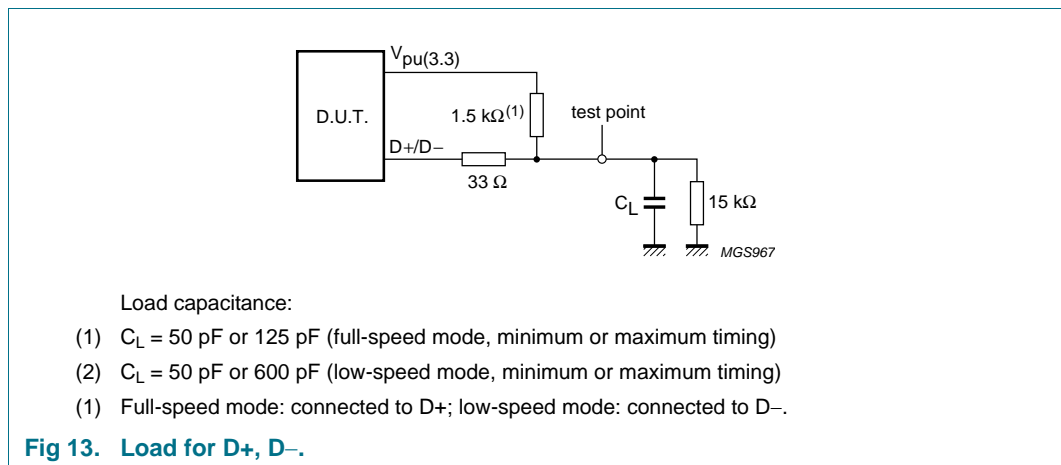 Vpu(3.3)
D.U.T.
1.5 kΩ(1)
test point
D+/D−
33 Ω
CL
15 kΩ
MGS967
Load capacitance:
(1) CL = 50 pF or 125 pF (full-speed mode, minimum or maximum timing)
(2) CL = 50 pF or 600 pF (low-speed mode, minimum or maximum timing)
(1) Full-speed mode: connected to D+; low-speed mode: connected to D−.
Fig 13. Load for D+, D−.